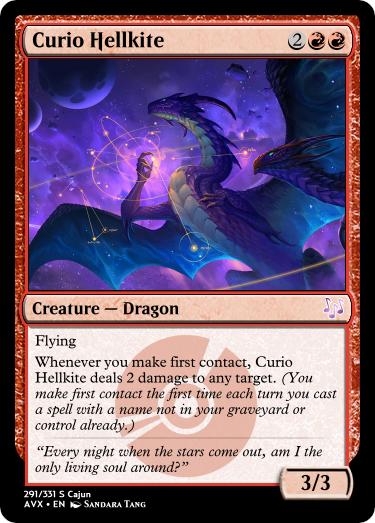 Curio Hellkite 2
Creature — Dragon
Flying
Whenever you make first contact, Curio
Hellkite deals 2 damage to any target. (You
make first contact the first time each turn you cast
a spell with a name not in your graveyard or
control already.)
“Every night when the stars come out, am I the
only living soul around?”
3/3
291/331 S Cajun
AVX • EN Sandara Tang